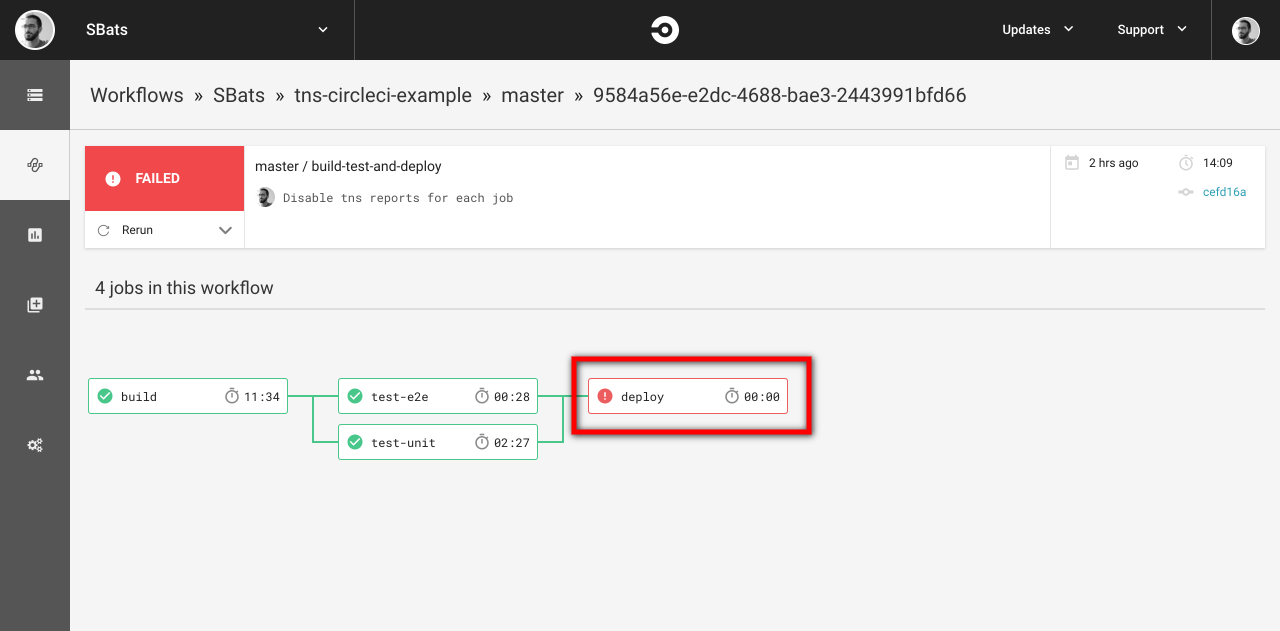 SBats
Updates
Support
Workflows » SBats » tns-circleci-example » master » 9584a56e-e2dc-4688-bae3-2443991bfd66
FAILED
master / build-test-and-deploy
Disable tns reports for each job
2 hrs ago
14:09
cefd16a
Rerun
4 jobs in this workflow
build 11:34
test-e2e 00:28
deploy 00:00
test-unit 02:27